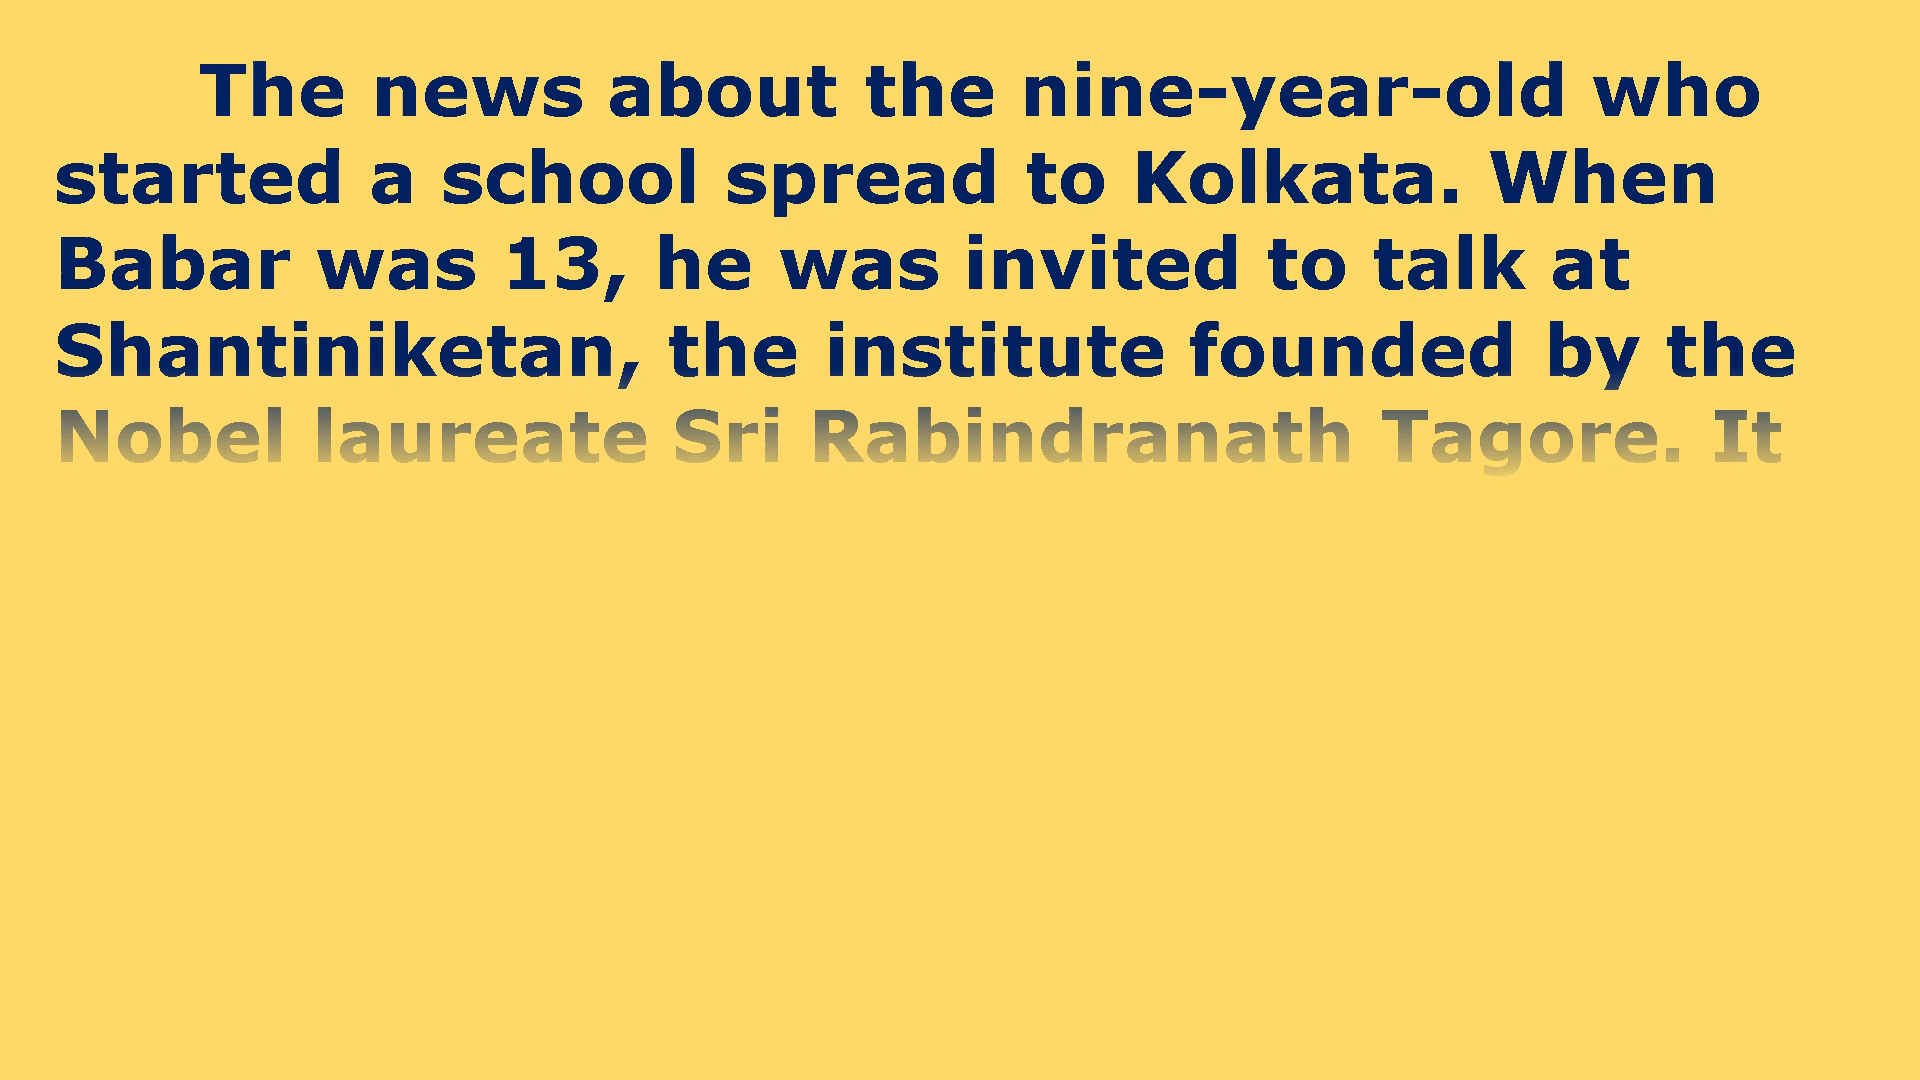 The news about the nine-year-old who
started a school spread to Kolkata. When
Babar was 13, he was invited to talk at
Shantiniketan, the institute founded by the
Nobel laureate Sri Rabindranath Tagore. It